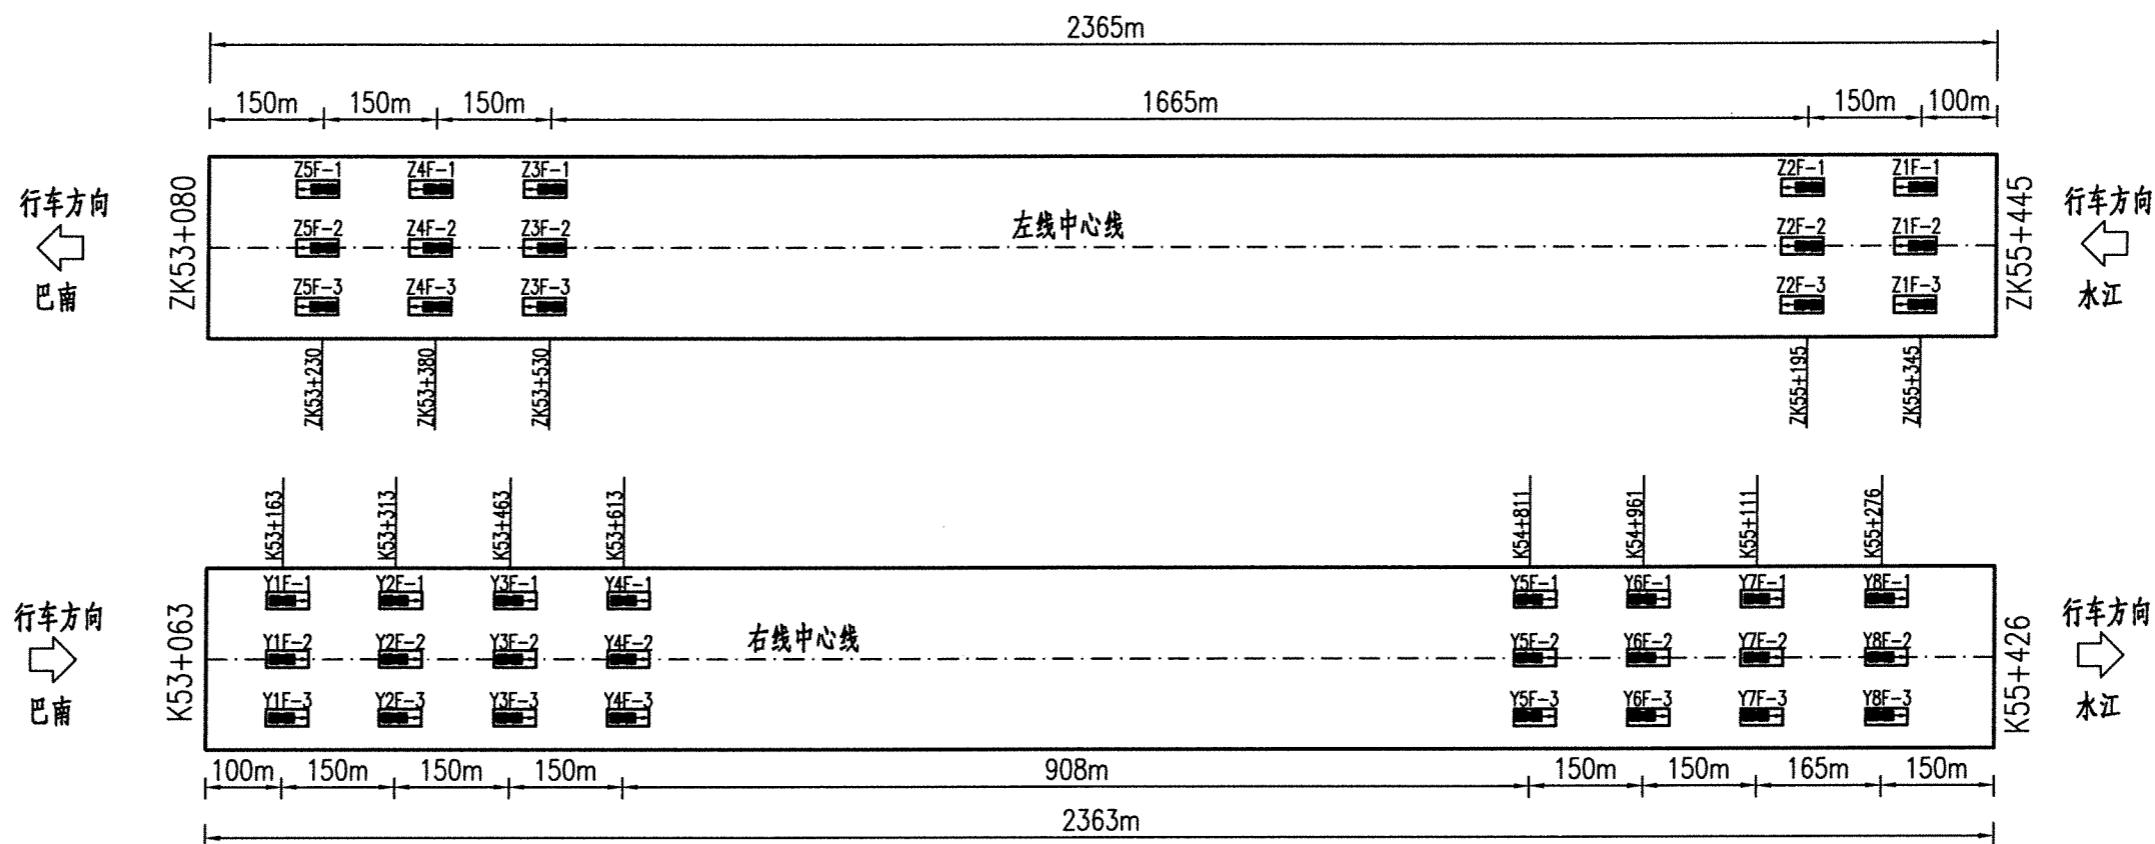 2365m
150m 150m 150m 1665m 150m 100m
Z5F-1 Z4F-1 Z3F-1 Z2F-1 Z1F-1
行车方向 ZK53+080 左线中心线 ZK55+445 行车方向
Z5F-2 Z4F-2 Z3F-2 Z2F-2 Z1F-2
巴南 水江
Z5F-3 Z4F-3 Z3F-3 Z2F-3 Z1F-3
ZK53+230 ZK53+380 ZK53+530 ZK55+195 ZK55+345
K53+163 K53+313 K53+463 K53+613 K54+811 K54+961 K55+111 K55+276
Y1F-1 Y2F-1 Y3F-1 Y4F-1 Y5F-1 Y6F-1 Y7F-1 Y8F-1
行车方向 K53+063 右线中心线 K55+426 行车方向
Y1F-2 Y2F-2 Y3F-2 Y4F-2 Y5F-2 Y6F-2 Y7F-2 Y8F-2
巴南 水江
Y1F-3 Y2F-3 Y3F-3 Y4F-3 Y5F-3 Y6F-3 Y7F-3 Y8F-3
100m 150m 150m 150m 908m 150m 150m 165m 150m
2363m